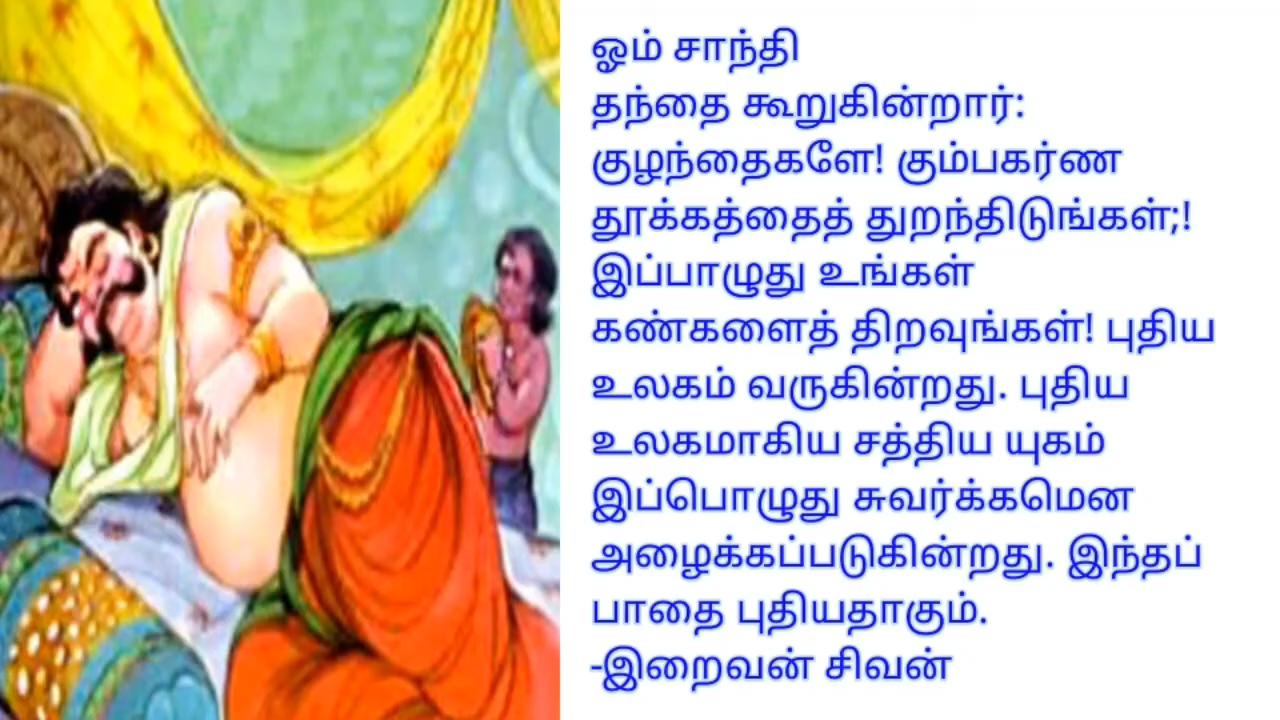 ஓம் சாந்தி
தந்தை கூறுகின்றார்:
குழந்தைகளே! கும்பகர்ண
தூக்கத்தைத் துறந்திடுங்கள்;!
இப்பாழுது உங்கள்
கண்களைத் திறவுங்கள்! புதிய
உலகம் வருகின்றது. புதிய
உலகமாகிய சத்திய யுகம்
இப்பொழுது சுவர்க்கமென
அழைக்கப்படுகின்றது. இந்தப்
பாதை புதியதாகும்.
-இறைவன் சிவன்